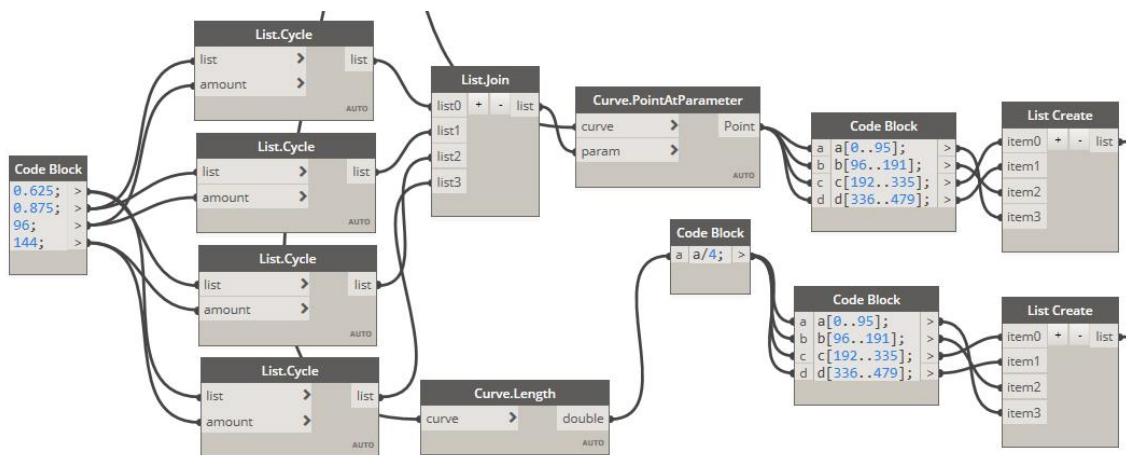 List.Cycle
list > list
amount >
AUTO
List.Cycle
list > list
amount >
AUTO
List.Cycle
list > list
amount >
AUTO
List.Cycle
list > list
amount >
AUTO
Code Block
0.625; >
0.875; >
96; >
144; >
List.Join
list0 + - list
list1
list2
list3
Curve.PointAtParameter
curve > Point
param >
AUTO
Code Block
a a[0..95]; >
b b[96..191]; >
c c[192..335]; >
d d[336..479]; >
List Create
item0 + - list
item1
item2
item3
Curve.Length
curve > double
AUTO
Code Block
a a/4; >
Code Block
a a[0..95]; >
b b[96..191]; >
c c[192..335]; >
d d[336..479]; >
List Create
item0 + - list
item1
item2
item3